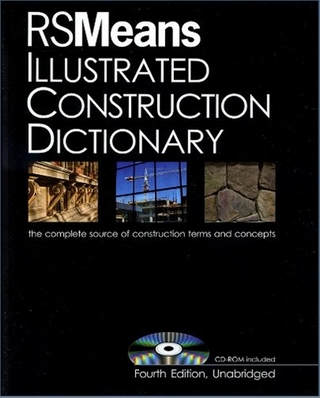 RSMeans
ILLUSTRATED
CONSTRUCTION
DICTIONARY
the complete source of construction terms and concepts
CD-ROM included
Fourth Edition, Unabridged